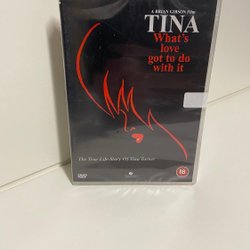 A BRIAN GIBSON Film
TINA
What's
love
got to do
with it
The True Life Story Of Tina Turner
DVD
18